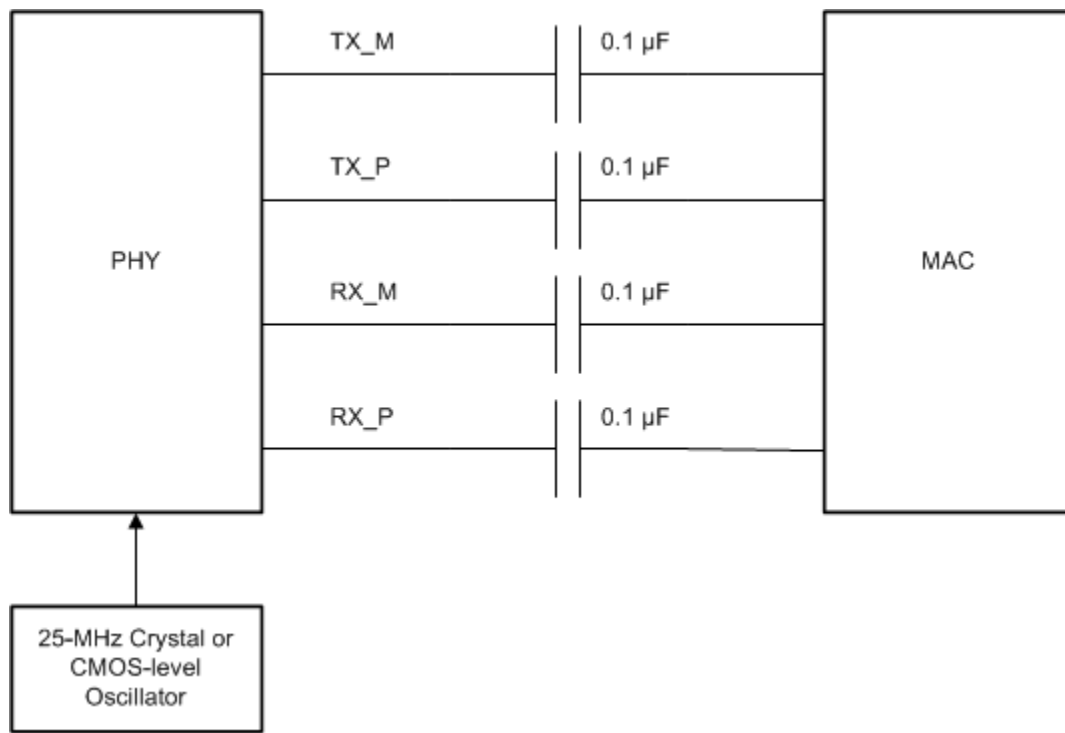 TX_M
0.1 µF
TX_P
0.1 µF
PHY
MAC
RX_M
0.1 µF
RX_P
0.1 µF
25-MHz Crystal or
CMOS-level
Oscillator